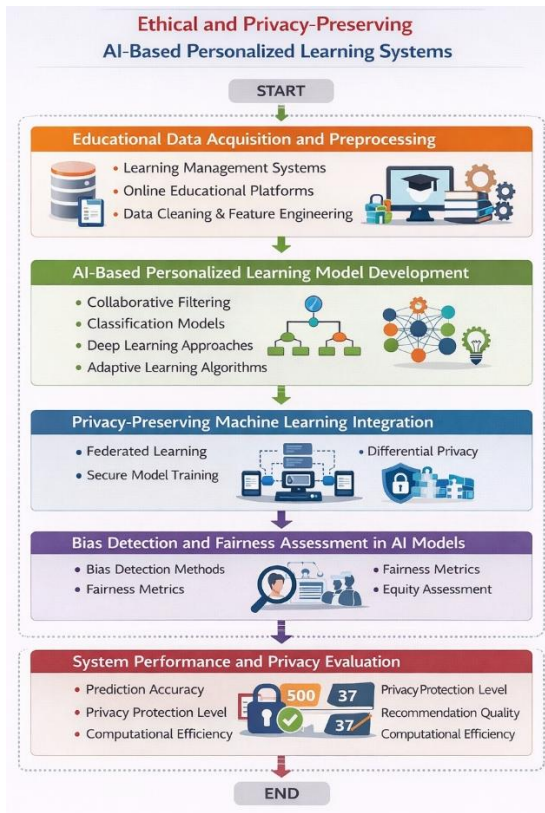 Ethical and Privacy-Preserving
AI-Based Personalized Learning Systems
START
Educational Data Acquisition and Preprocessing
• Learning Management Systems
• Online Educational Platforms
• Data Cleaning & Feature Engineering
AI-Based Personalized Learning Model Development
• Collaborative Filtering
• Classification Models
• Deep Learning Approaches
• Adaptive Learning Algorithms
Privacy-Preserving Machine Learning Integration
• Federated Learning
• Secure Model Training
• Differential Privacy
Bias Detection and Fairness Assessment in AI Models
• Bias Detection Methods
• Fairness Metrics
• Fairness Metrics
• Equity Assessment
System Performance and Privacy Evaluation
• Prediction Accuracy
• Privacy Protection Level
• Computational Efficiency
500
37
37
Privacy Protection Level
Recommendation Quality
Computational Efficiency
END